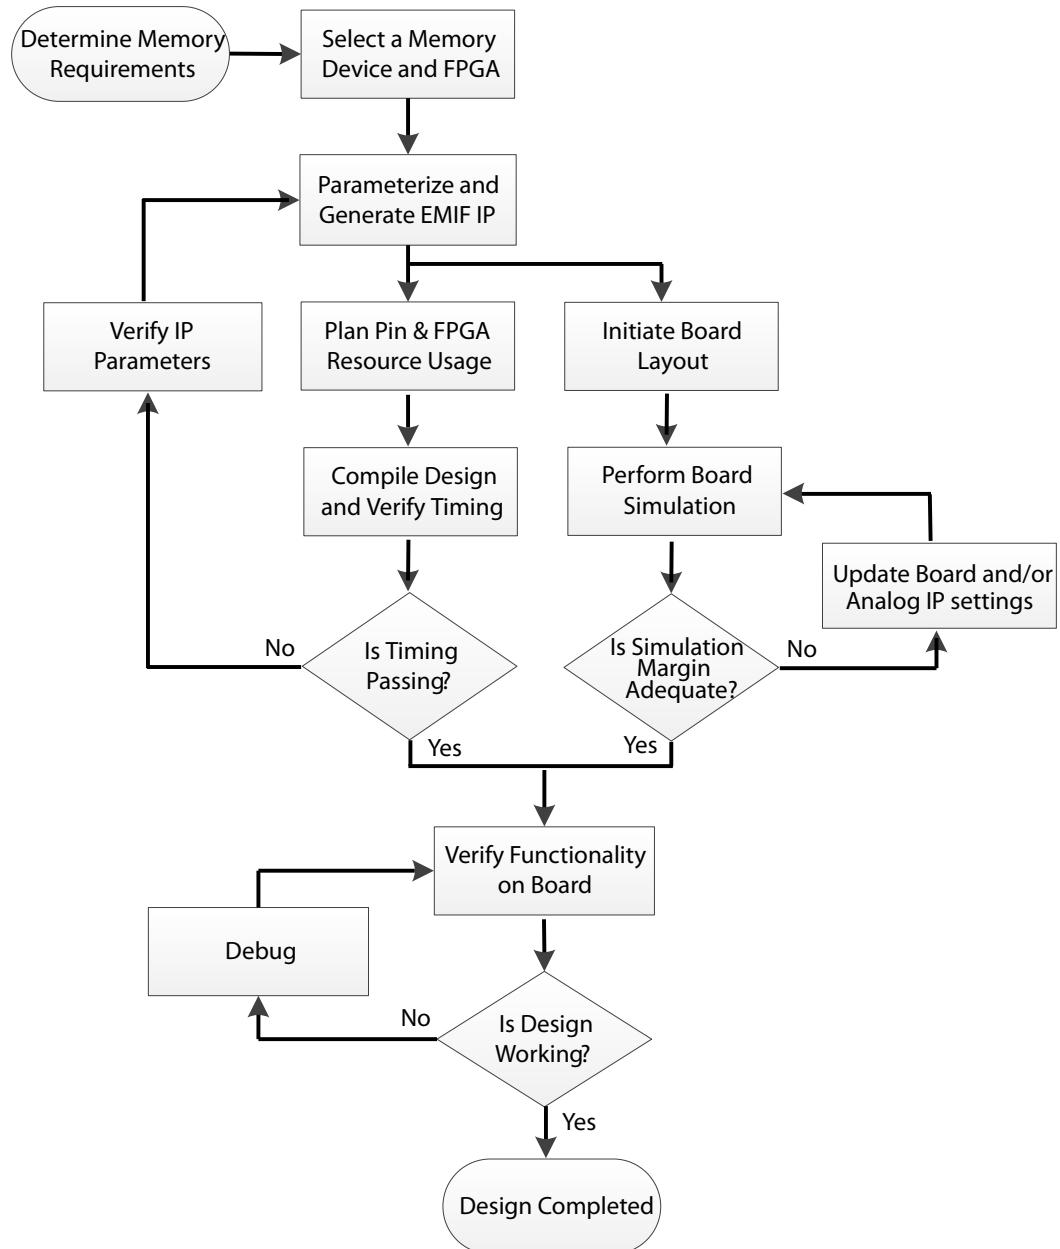 Determine Memory
Requirements
Select a Memory
Device and FPGA
Parameterize and
Generate EMIF IP
Verify IP
Parameters
Plan Pin & FPGA
Resource Usage
Initiate Board
Layout
Compile Design
and Verify Timing
Perform Board
Simulation
Update Board and/or
Analog IP settings
No
Is Timing
Passing?
Is Simulation
Margin
Adequate?
No
Yes
Yes
Verify Functionality
on Board
Debug
No
Is Design
Working?
Yes
Design Completed